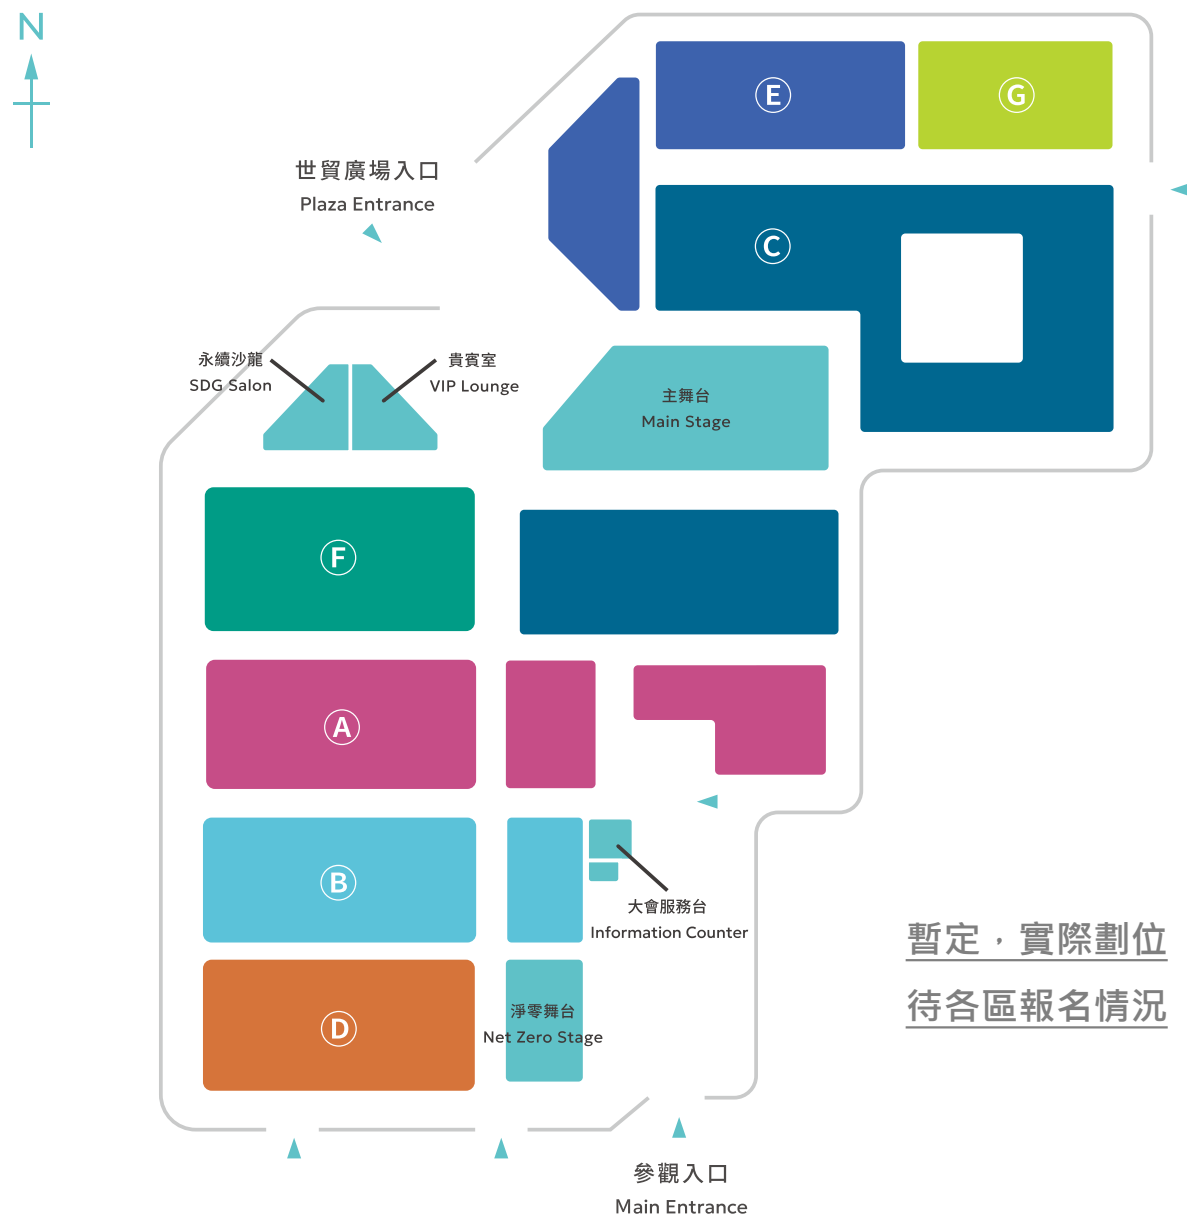 N
E
G
世貿廣場入口
Plaza Entrance
C
永續沙龍
SDG Salon
貴賓室
VIP Lounge
主舞台
Main Stage
F
A
B
大會服務台
Information Counter
暫定，實際劃位
待各區報名情況
D
淨零舞台
Net Zero Stage
參觀入口
Main Entrance